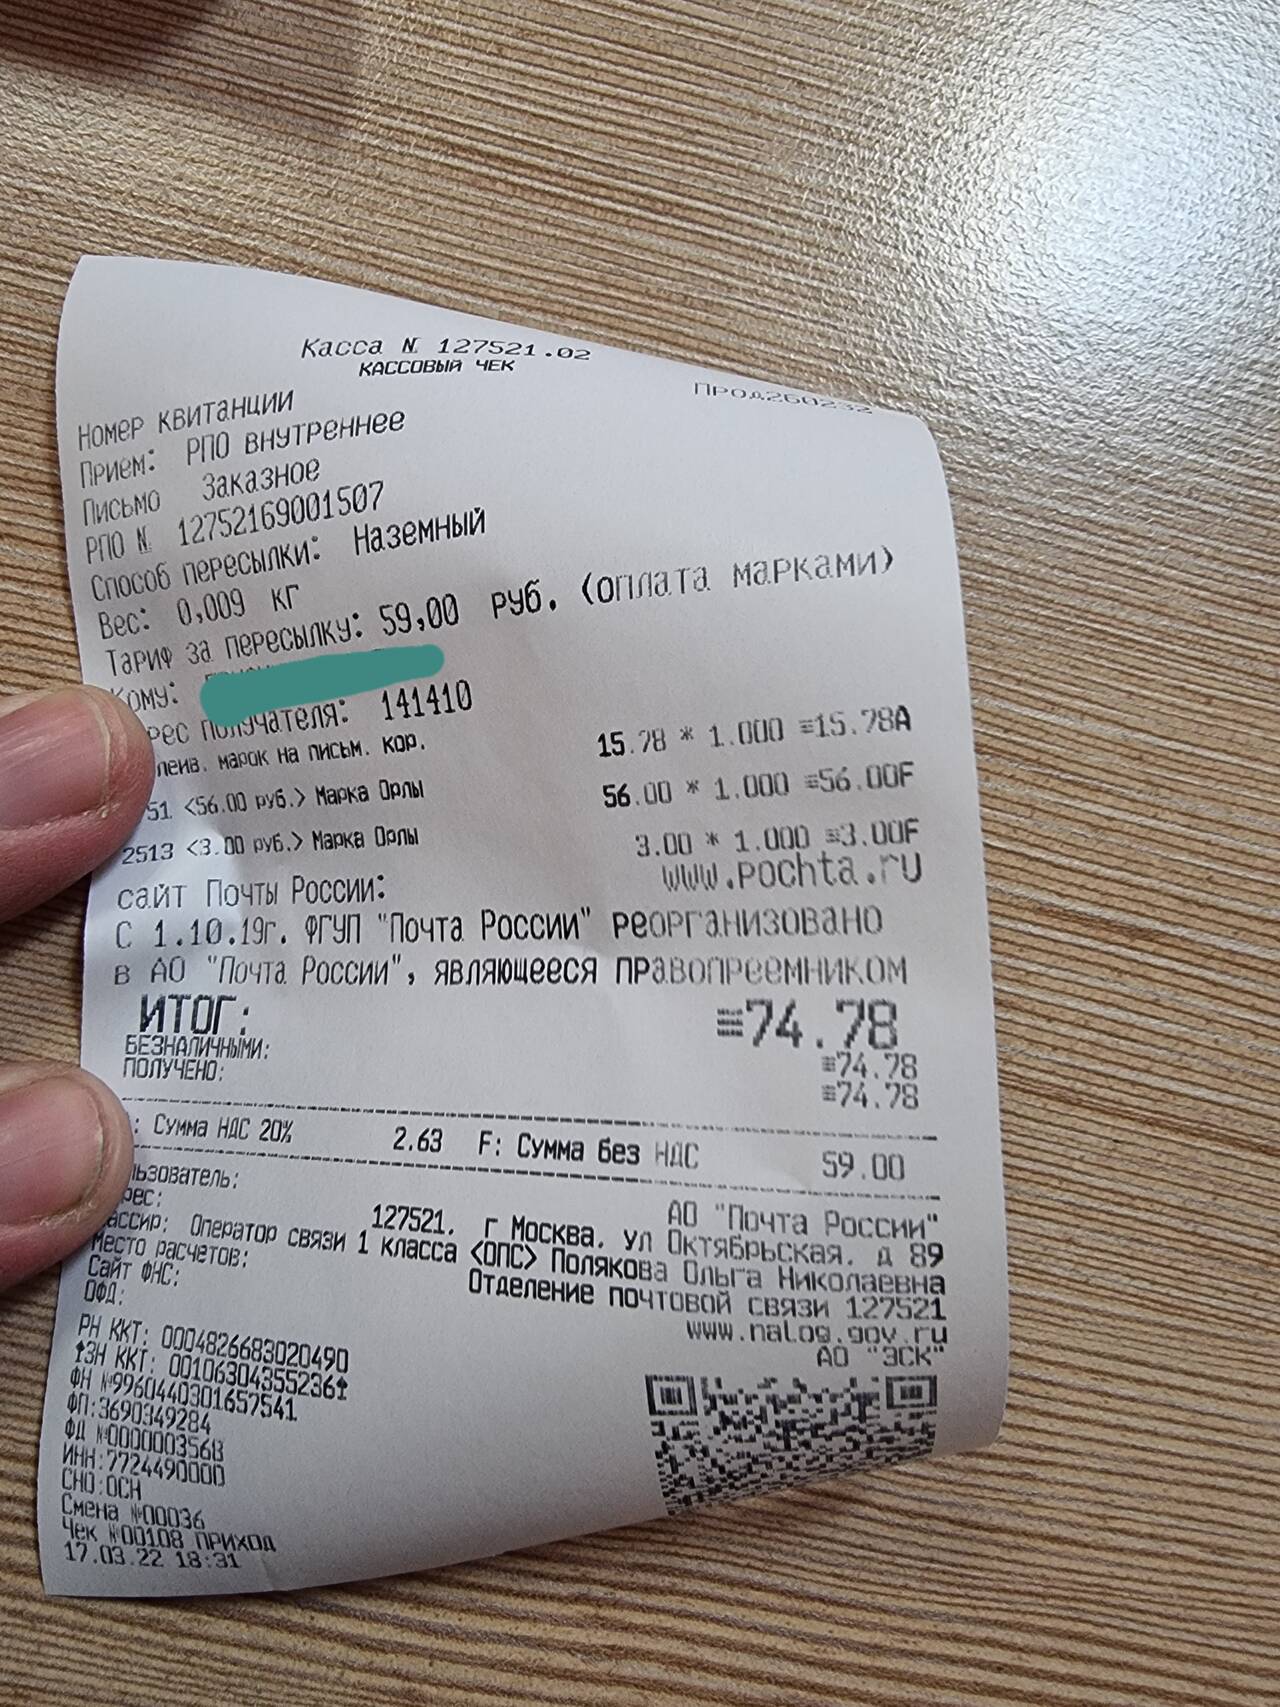 Касса № 127521.02
КАССОВЫЙ ЧЕК
Номер квитанции ПРОД260232
Прием: РПО внутреннее
Письмо Заказное
РПО № 12752169001507
Способ пересылки: Наземный
Вес: 0,009 кг
Тариф за пересылку: 59,00 руб. (оплата марками)
Кому:
получателя: 141410
марок на письм. кор. 15.78 * 1.000 ≡15.78A
51 <56.00 руб.> Марка Орлы 56.00 * 1.000 ≡56.00F
2513 <3.00 руб.> Марка Орлы 3.00 * 1.000 ≡3.00F
сайт Почты России: www.pochta.ru
С 1.10.19г. ФГУП "Почта России" реорганизовано
в АО "Почта России", являющееся правопреемником
ИТОГ: ≡74.78
БЕЗНАЛИЧНЫМИ: ≡74.78
ПОЛУЧЕНО: ≡74.78
: Сумма НДС 20% 2.63 F: Сумма без НДС 59.00
льзователь: АО "Почта России"
рес: 127521, г Москва, ул Октябрьская, д 89
ассир: Оператор связи 1 класса <ОПС> Полякова Ольга Николаевна
Место расчетов: Отделение почтовой связи 127521
Сайт ФНС: www.nalog.gov.ru
ОФД: АО "ЭСК"
РН ККТ: 0004826683020490
ЗН ККТ: 00106304355236
ФН №9960440301657541
ФП:3690349284
ФД №0000003568
ИНН:7724490000
СНО:ОСН
Смена №00036
Чек №00108 ПРИХОД
17.03.22 18:31